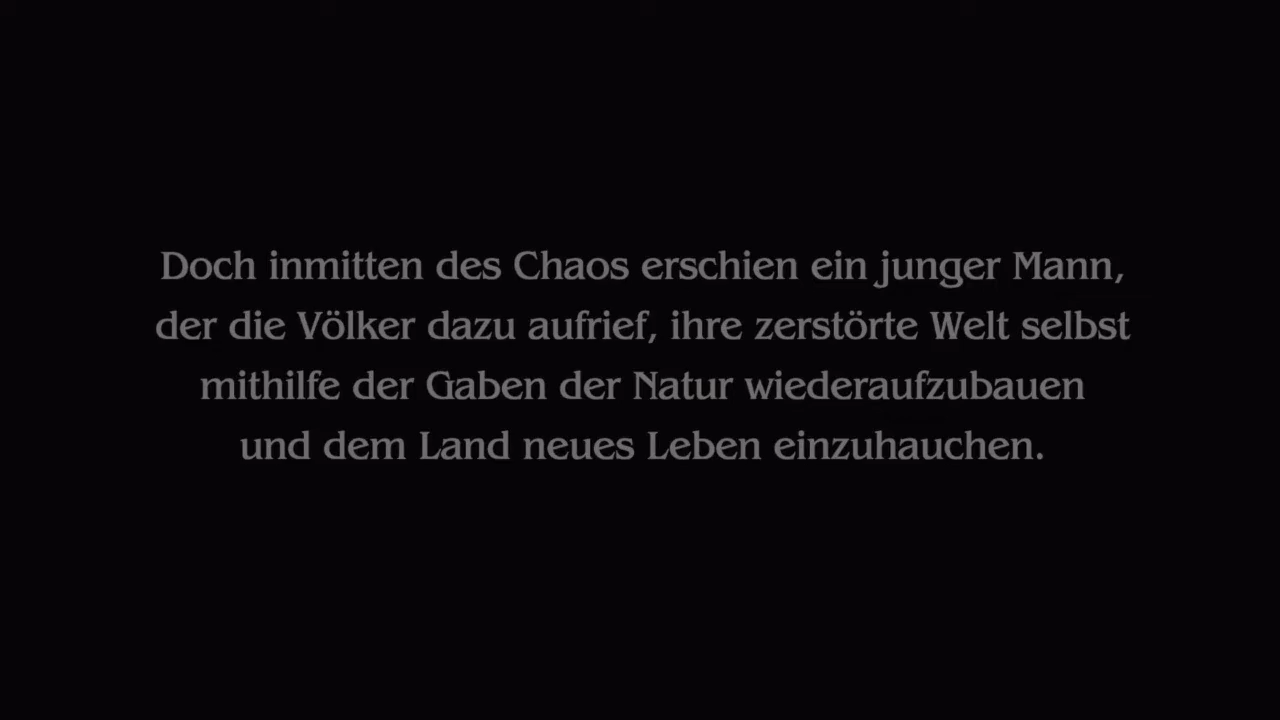 Doch inmitten des Chaos erschien ein junger Mann,
der die Völker dazu aufrief, ihre zerstörte Welt selbst
mithilfe der Gaben der Natur wiederaufzubauen
und dem Land neues Leben einzuhauchen.